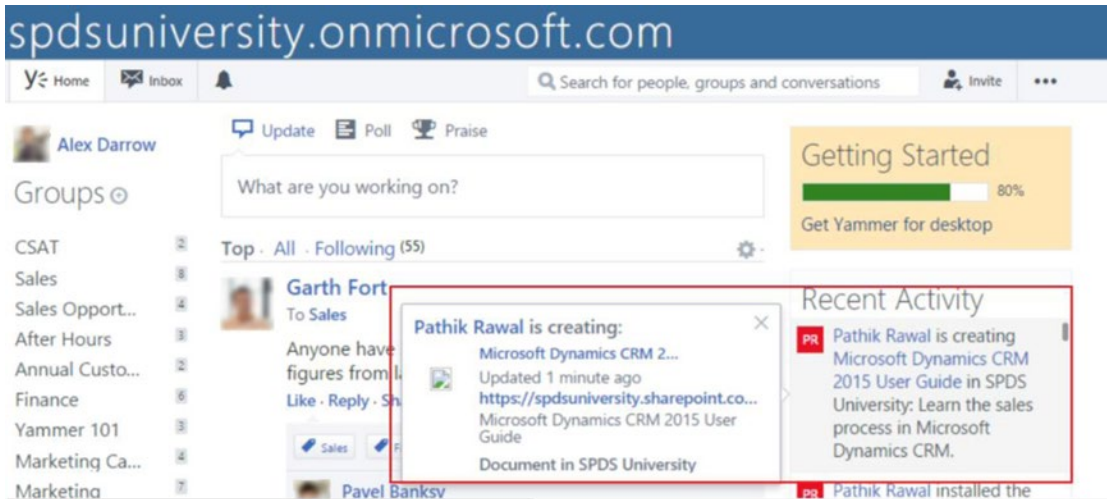 spdsuniversity.onmicrosoft.com
Home Inbox Search for people, groups and conversations Invite
Alex Darrow
Groups
CSAT 2
Sales 8
Sales Opport... 4
After Hours 3
Annual Custo... 2
Finance 6
Yammer 101 3
Marketing Ca... 4
Marketing 7
Update Poll Praise
What are you working on?
Top · All · Following (55)
Garth Fort
To Sales
Anyone have
figures from
Like · Reply ·
Sales
Pavel Bansky
Pathik Rawal is creating:
Microsoft Dynamics CRM 2...
Updated 1 minute ago
https://spdsuniversity.sharepoint.co...
Microsoft Dynamics CRM 2015 User
Guide
Document in SPDS University
Getting Started
80%
Get Yammer for desktop
Recent Activity
PR Pathik Rawal is creating
Microsoft Dynamics CRM
2015 User Guide in SPDS
University: Learn the sales
process in Microsoft
Dynamics CRM.
PR Pathik Rawal installed the